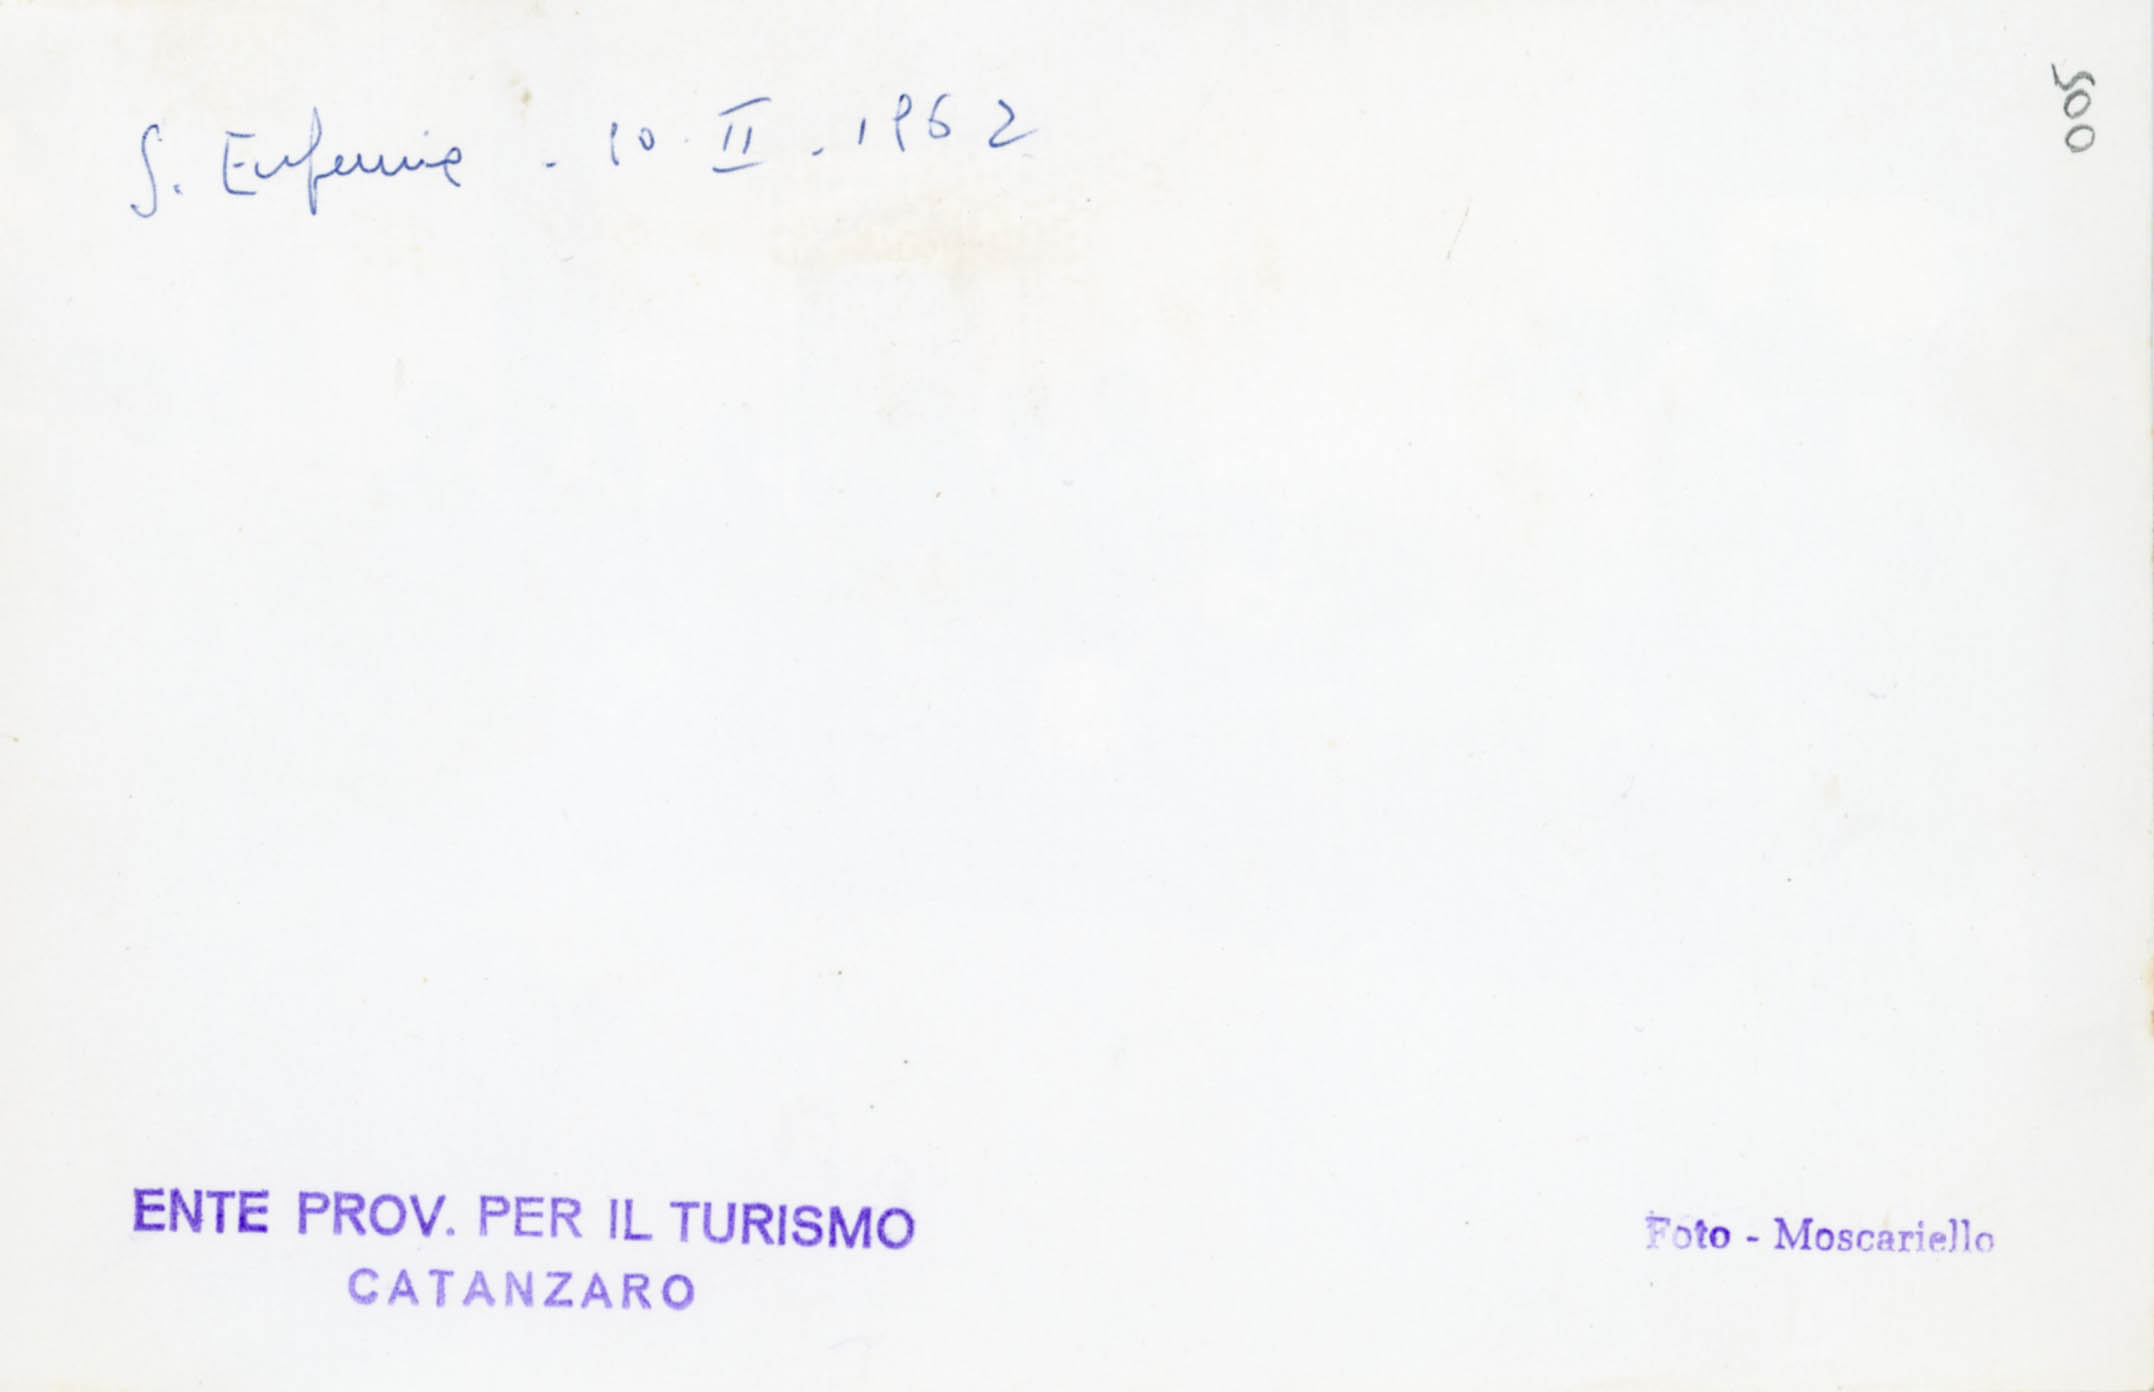 S. Eufemia - 10. II - 1962
500
ENTE PROV. PER IL TURISMO
CATANZARO
Foto - Moscariello